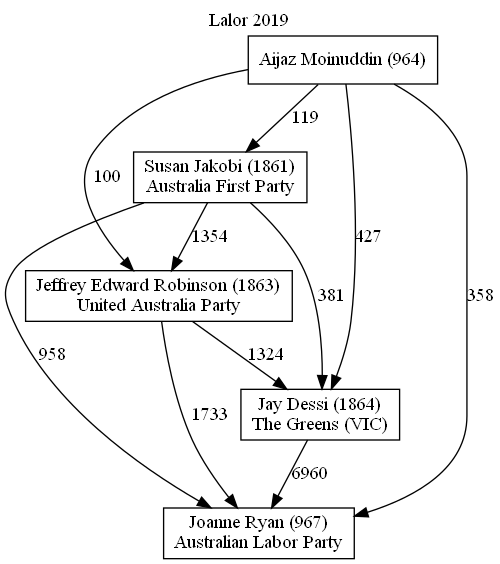 Lalor 2019
Aijaz Moinuddin (964)
119
Susan Jakobi (1861)
Australia First Party
100
1354
427
358
Jeffrey Edward Robinson (1863)
United Australia Party
381
958
1324
Jay Dessi (1864)
The Greens (VIC)
1733
6960
Joanne Ryan (967)
Australian Labor Party